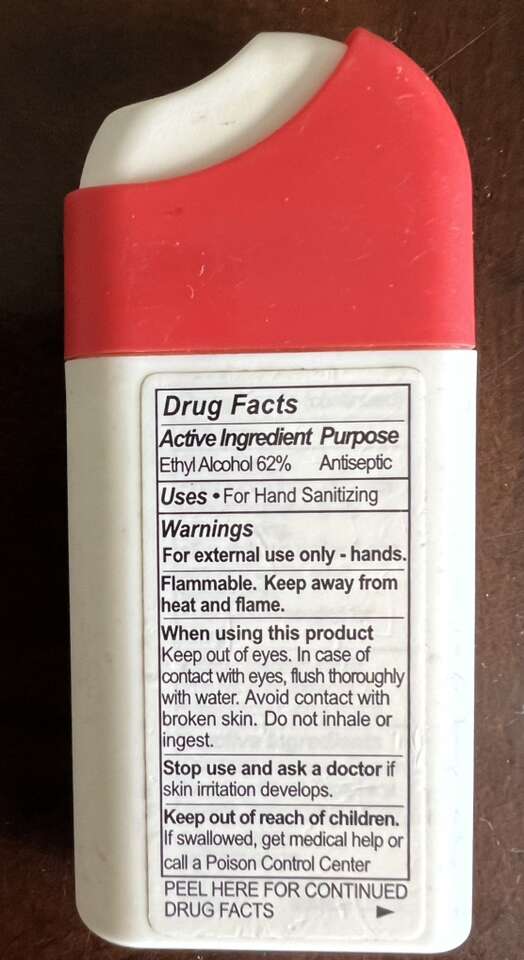 Drug Facts
Active Ingredient Purpose
Ethyl Alcohol 62% Antiseptic
Uses • For Hand Sanitizing
Warnings
For external use only - hands.
Flammable. Keep away from
heat and flame.
When using this product
Keep out of eyes. In case of
contact with eyes, flush thoroughly
with water. Avoid contact with
broken skin. Do not inhale or
ingest.
Stop use and ask a doctor if
skin irritation develops.
Keep out of reach of children.
If swallowed, get medical help or
call a Poison Control Center
PEEL HERE FOR CONTINUED
DRUG FACTS ►